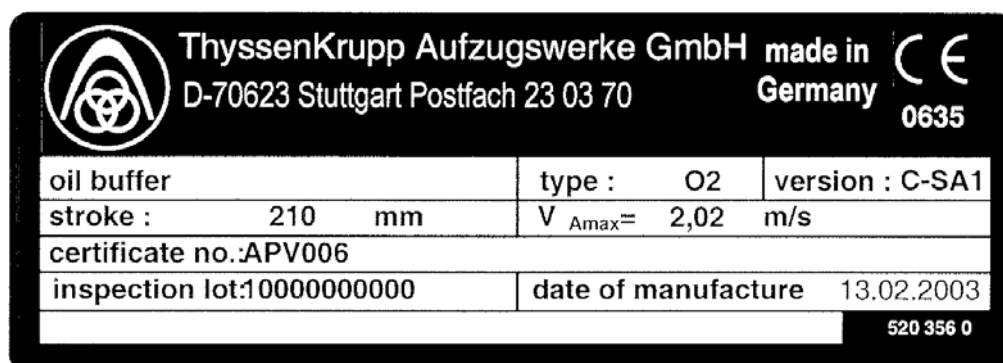 ThyssenKrupp Aufzugswerke GmbH made in
D-70623 Stuttgart Postfach 23 03 70 Germany CE
0635
oil buffer type : O2 version : C-SA1
stroke : 210 mm V Amax= 2,02 m/s
certificate no.:APV006
inspection lot:10000000000 date of manufacture 13.02.2003
520 356 0